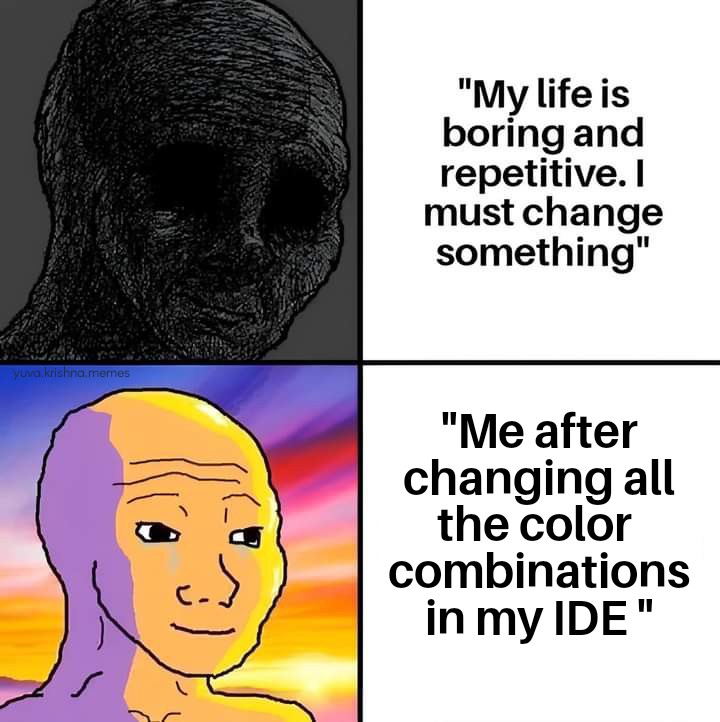 "My life is
boring and
repetitive. I
must change
something"
yuva.krishna.memes
"Me after
changing all
the color
combinations
in my IDE "